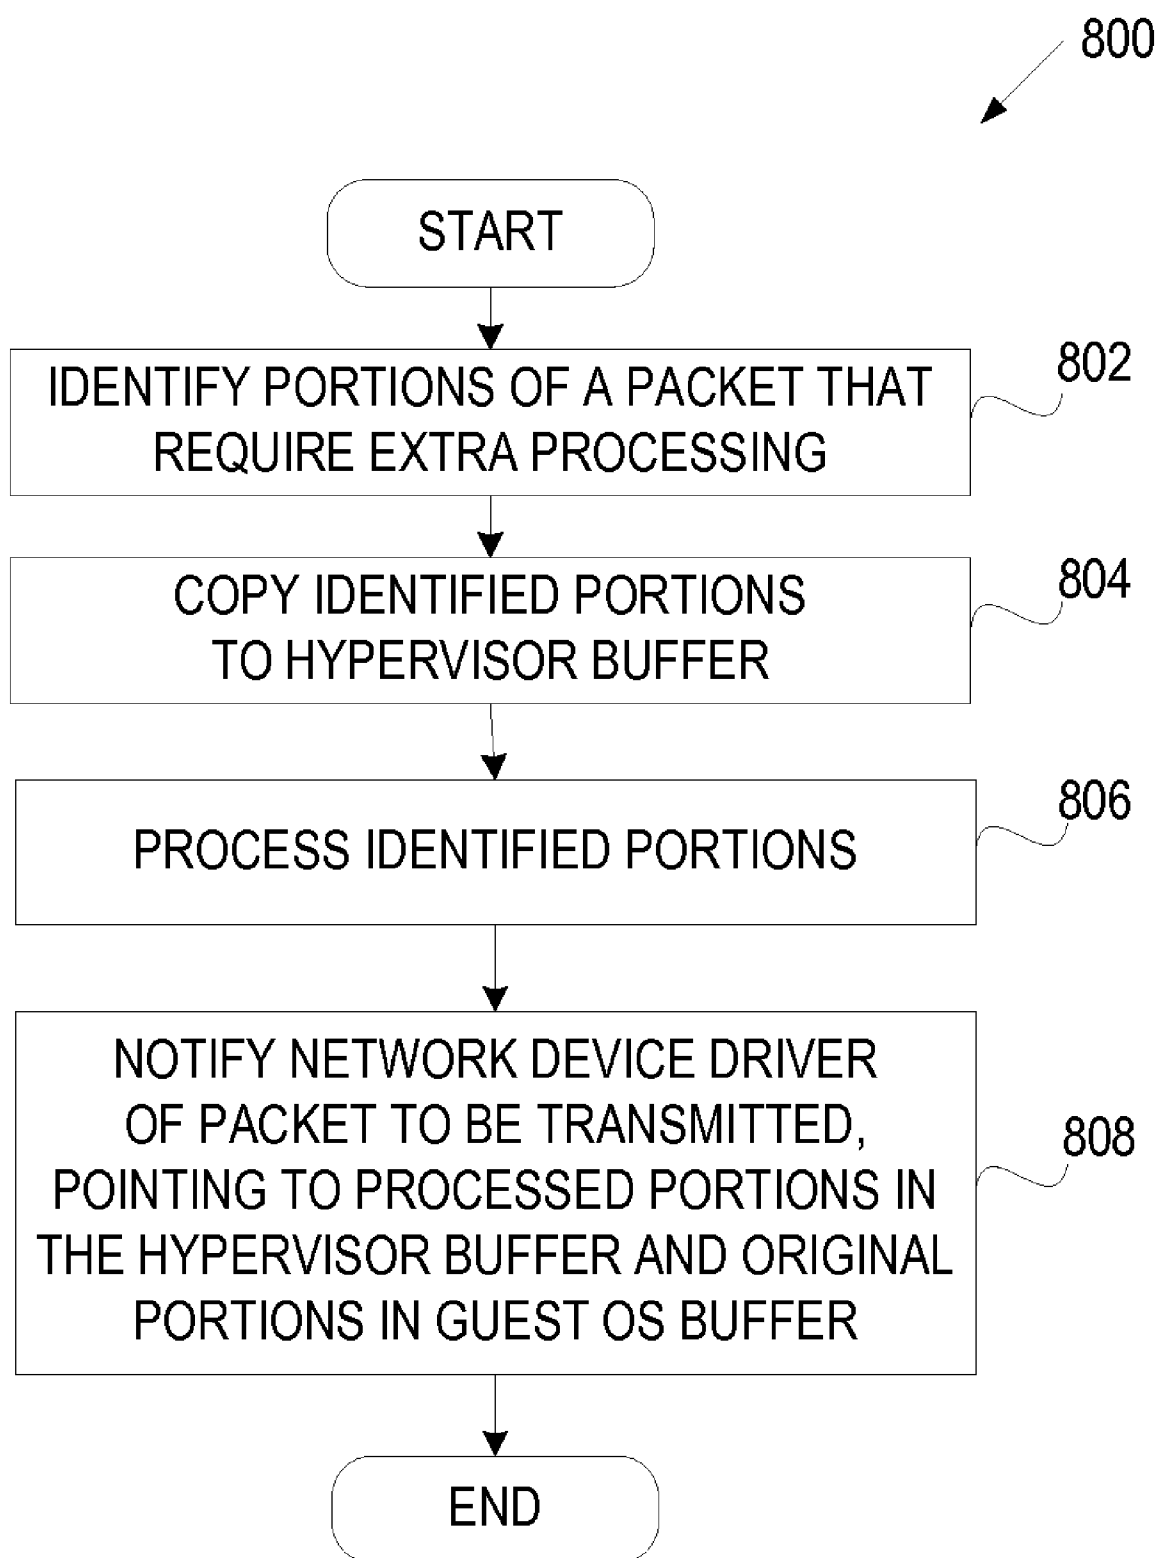 800
START
IDENTIFY PORTIONS OF A PACKET THAT
REQUIRE EXTRA PROCESSING
802
COPY IDENTIFIED PORTIONS
TO HYPERVISOR BUFFER
804
PROCESS IDENTIFIED PORTIONS
806
NOTIFY NETWORK DEVICE DRIVER
OF PACKET TO BE TRANSMITTED,
POINTING TO PROCESSED PORTIONS IN
THE HYPERVISOR BUFFER AND ORIGINAL
PORTIONS IN GUEST OS BUFFER
808
END